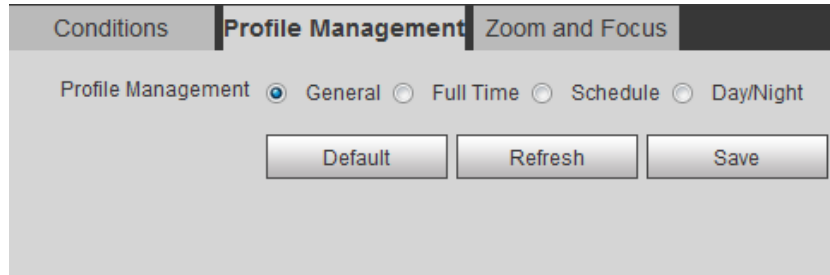 Conditions Profile Management Zoom and Focus
Profile Management General Full Time Schedule Day/Night
Default Refresh Save